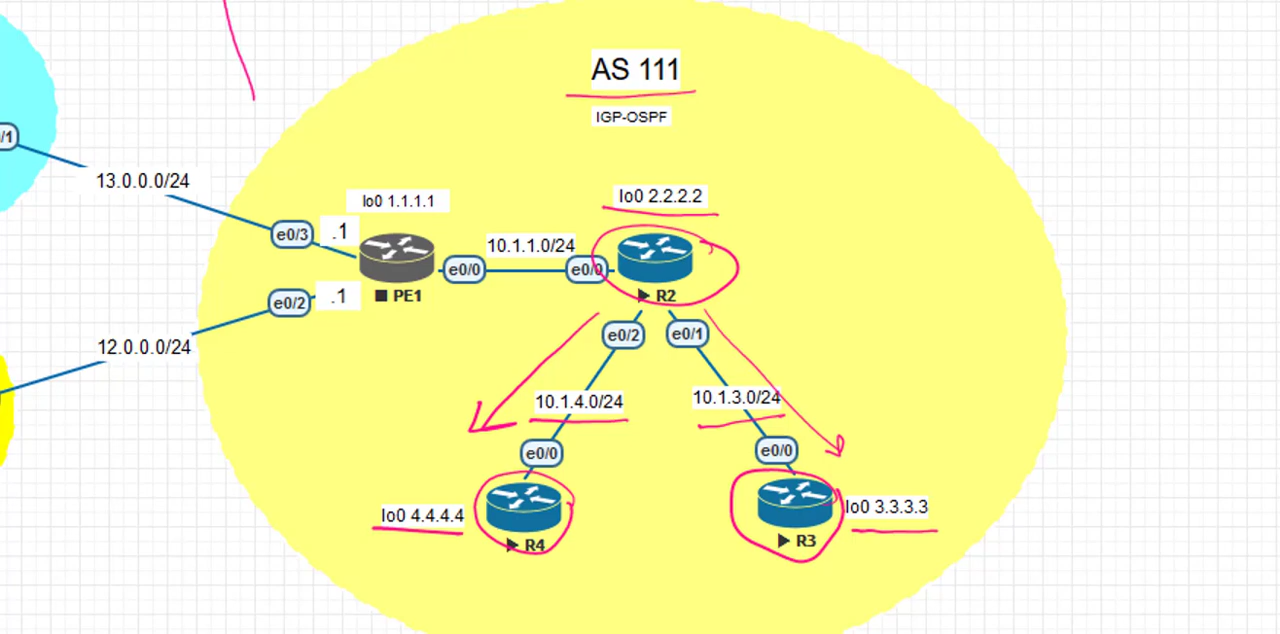 AS 111
IGP-OSPF
/1
13.0.0.0/24
lo0 1.1.1.1
lo0 2.2.2.2
e0/3
.1
10.1.1.0/24
e0/0
e0/0
PE1
R2
e0/2
.1
12.0.0.0/24
e0/2
e0/1
10.1.4.0/24
10.1.3.0/24
e0/0
e0/0
lo0 4.4.4.4
lo0 3.3.3.3
R4
R3